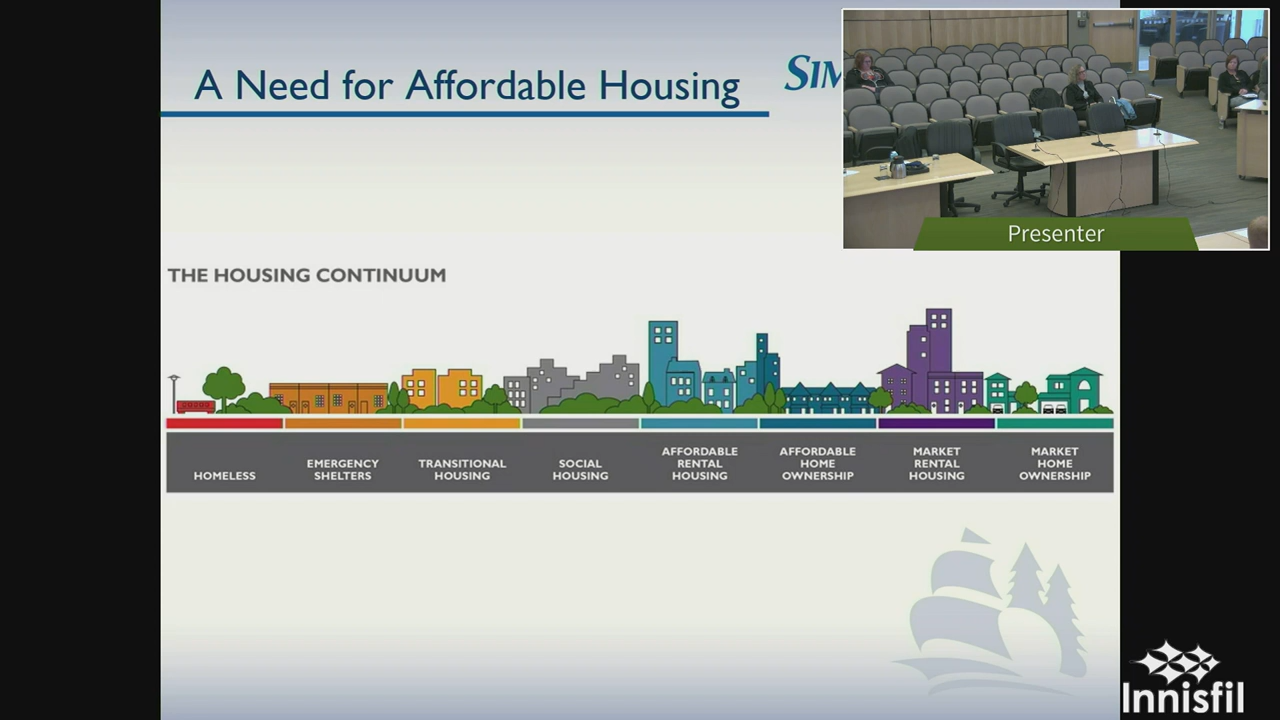 A Need for Affordable Housing
Presenter
THE HOUSING CONTINUUM
HOMELESS
EMERGENCY
SHELTERS
TRANSITIONAL
HOUSING
SOCIAL
HOUSING
AFFORDABLE
RENTAL
HOUSING
AFFORDABLE
HOME
OWNERSHIP
MARKET
RENTAL
HOUSING
MARKET
HOME
OWNERSHIP
Innisfil